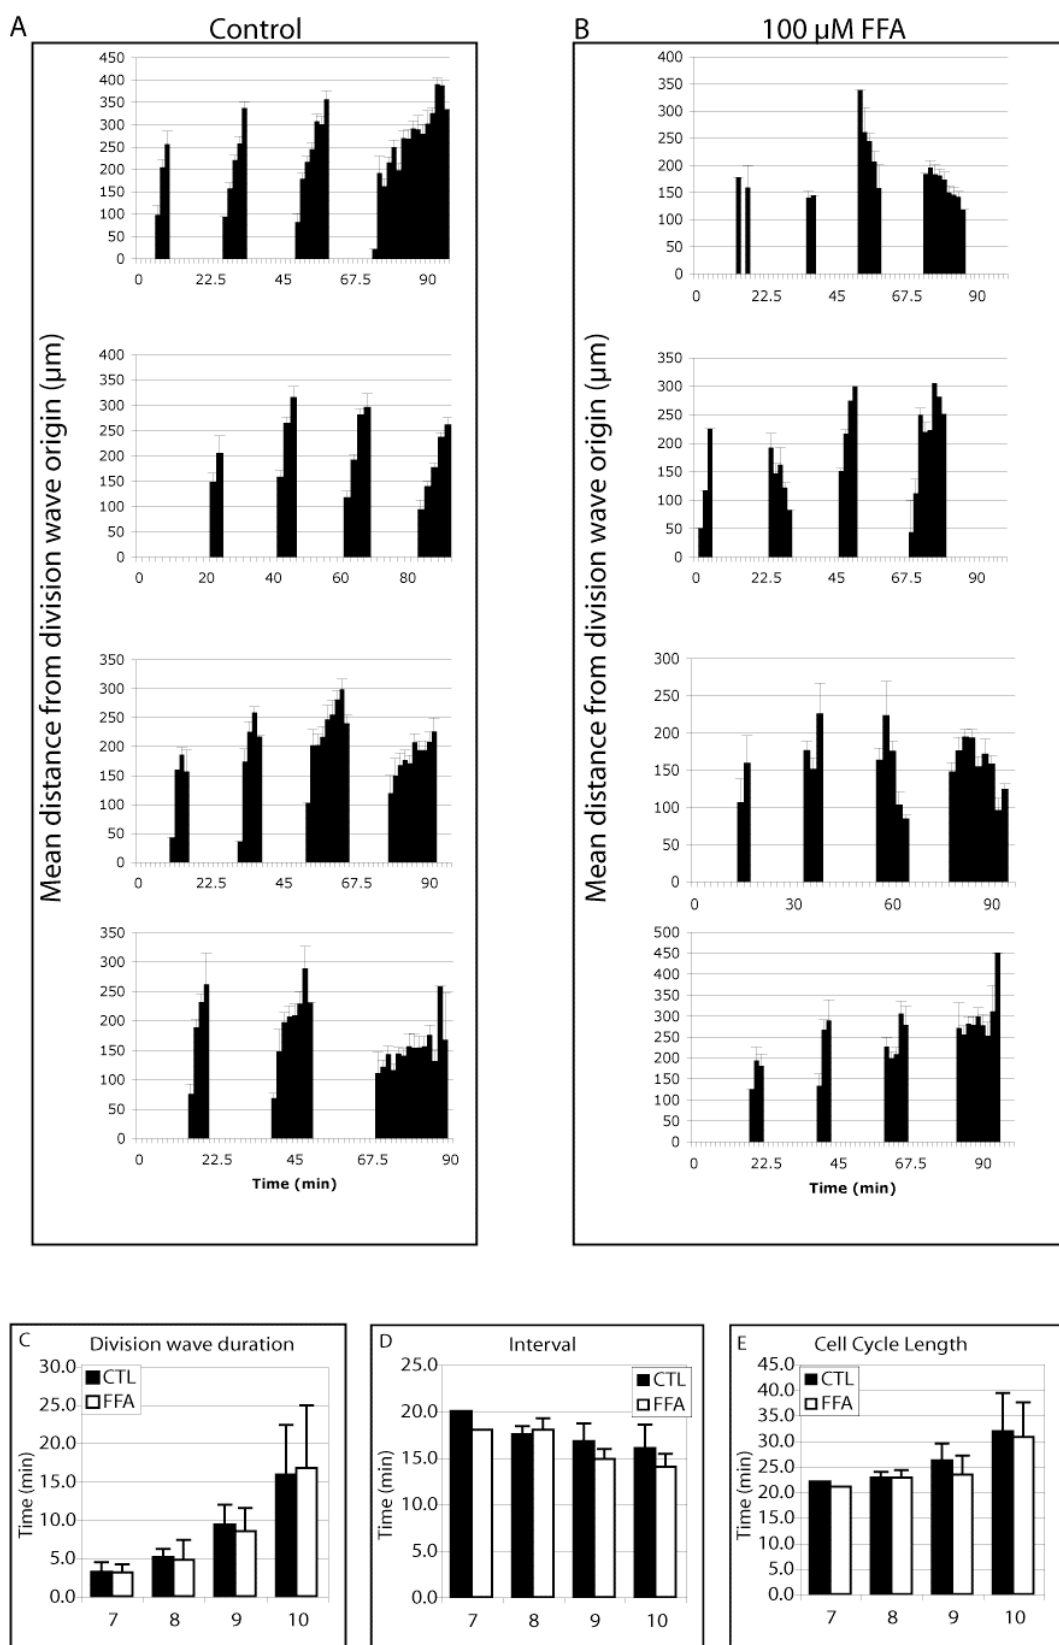 A
Control
450
400
350
300
250
200
150
100
50
0
0 22.5 45 67.5 90
400
350
300
250
200
150
100
50
0
0 20 40 60 80
350
300
250
200
150
100
50
0
0 22.5 45 67.5 90
350
300
250
200
150
100
50
0
0 22.5 45 67.5 90
Time (min)
Mean distance from division wave origin (µm)
B
100 µM FFA
400
350
300
250
200
150
100
50
0
0 22.5 45 67.5 90
350
300
250
200
150
100
50
0
0 22.5 45 67.5 90
300
250
200
150
100
50
0
0 30 60 90
500
450
400
350
300
250
200
150
100
50
0
0 22.5 45 67.5 90
Time (min)
Mean distance from division wave origin (µm)
C
Division wave duration
30.0
25.0
20.0
15.0
10.0
5.0
0.0
Time (min)
CTL
FFA
7 8 9 10
D
Interval
25.0
20.0
15.0
10.0
5.0
0.0
Time (min)
CTL
FFA
7 8 9 10
E
Cell Cycle Length
45.0
40.0
35.0
30.0
25.0
20.0
15.0
10.0
5.0
0.0
Time (min)
CTL
FFA
7 8 9 10